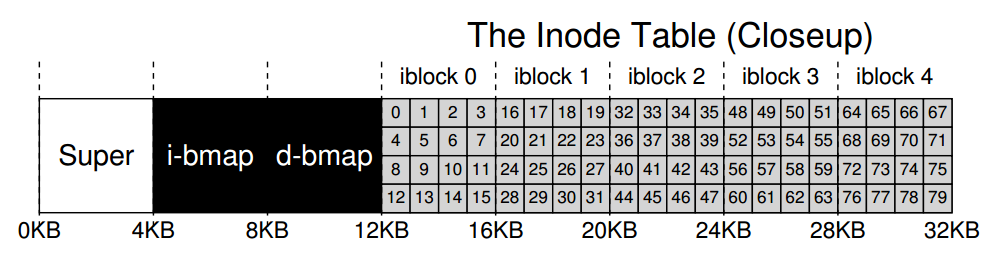 The Inode Table (Closeup)
iblock 0 iblock 1 iblock 2 iblock 3 iblock 4
0 1 2 3 16 17 18 19 32 33 34 35 48 49 50 51 64 65 66 67
4 5 6 7 20 21 22 23 36 37 38 39 52 53 54 55 68 69 70 71
Super i-bmap d-bmap
8 9 10 11 24 25 26 27 40 41 42 43 56 57 58 59 72 73 74 75
12 13 14 15 28 29 30 31 44 45 46 47 60 61 62 63 76 77 78 79
0KB 4KB 8KB 12KB 16KB 20KB 24KB 28KB 32KB